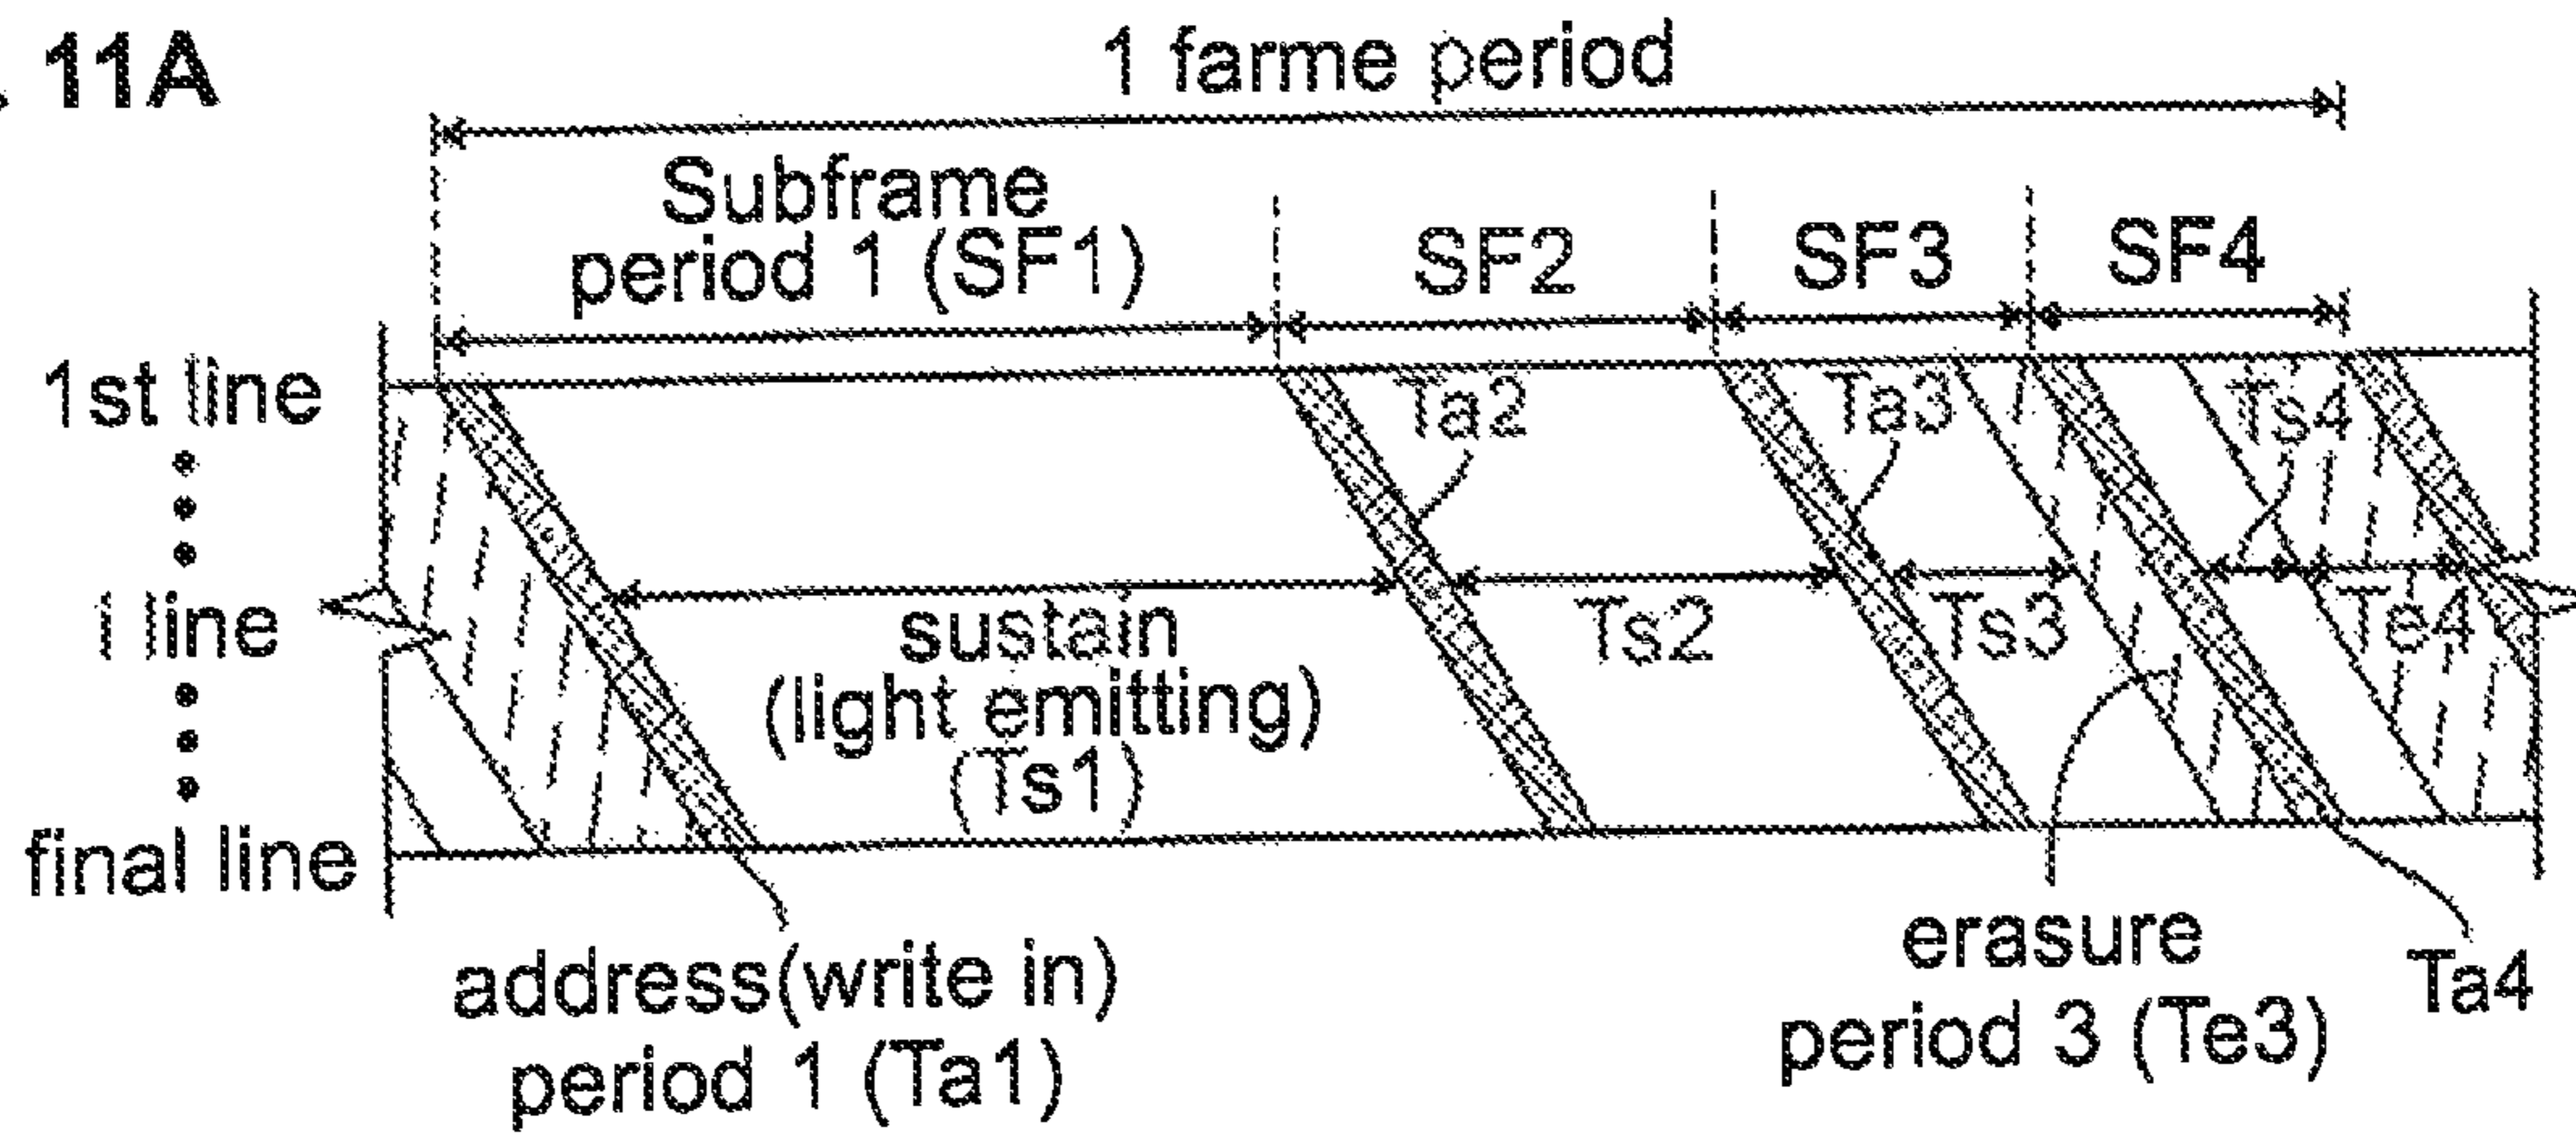 11A
1 farme period
Subframe
period 1 (SF1)
SF2
SF3
SF4
1st line
Ta2
Ta3
Ts4
i line
sustain
(light emitting)
(Ts1)
Ts2
Ts3
Te4
final line
address(write in)
period 1 (Ta1)
erasure
period 3 (Te3)
Ta4